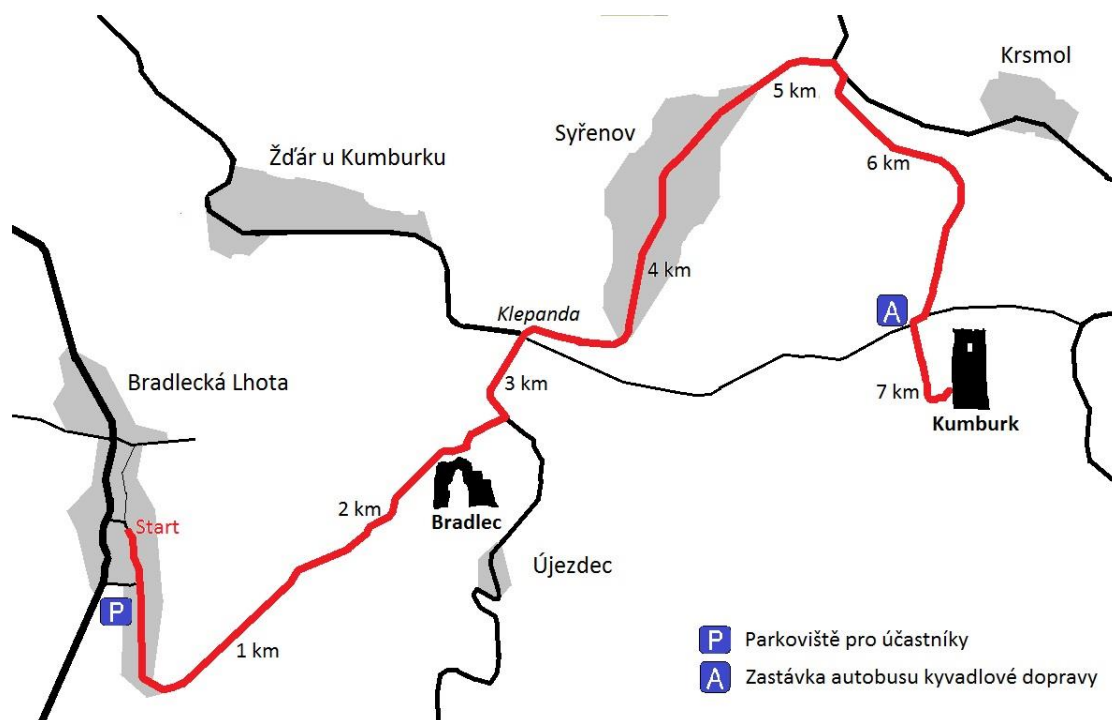 Krsmol
5 km
Syřenov
Žďár u Kumburku
6 km
4 km
A
Klepanda
Bradlecká Lhota
3 km
7 km
Kumburk
2 km
Bradlec
Start
Újezdec
P
1 km
P Parkoviště pro účastníky
A Zastávka autobusu kyvadlové dopravy